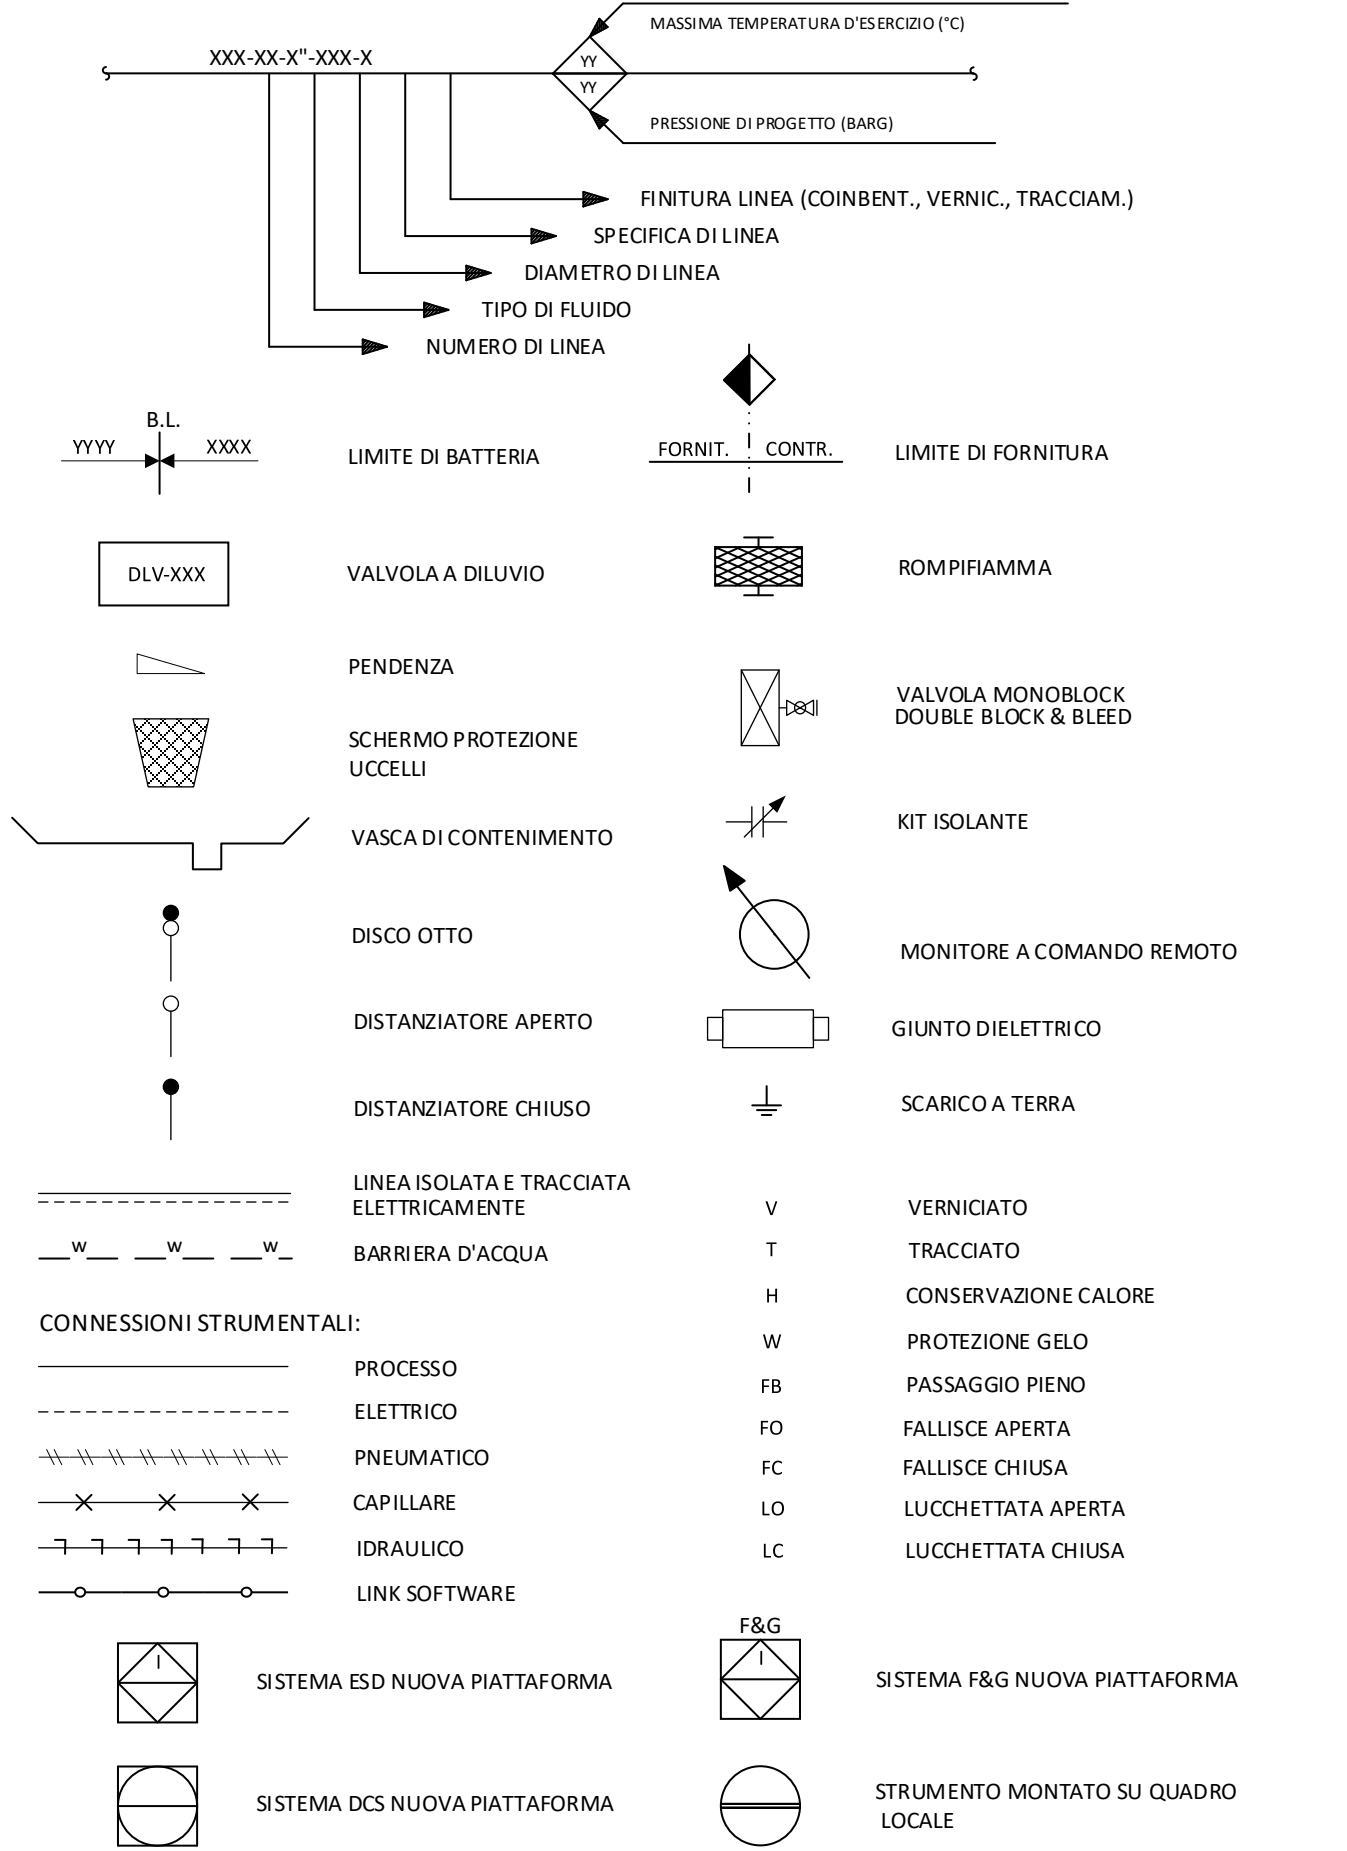 MASSIMA TEMPERATURA D'ESERCIZIO (°C)
XXX-XX-X"-XXX-X
YY
YY
PRESSIONE DI PROGETTO (BARG)
FINITURA LINEA (COINBENT., VERNIC., TRACCIAM.)
SPECIFICA DI LINEA
DIAMETRO DI LINEA
TIPO DI FLUIDO
NUMERO DI LINEA
B.L.
YYYY XXXX
LIMITE DI BATTERIA
FORNIT. CONTR.
LIMITE DI FORNITURA
DLV-XXX
VALVOLA A DILUVIO
ROMPIFIAMMA
PENDENZA
VALVOLA MONOBLOCK
DOUBLE BLOCK & BLEED
SCHERMO PROTEZIONE
UCCELLI
KIT ISOLANTE
VASCA DI CONTENIMENTO
DISCO OTTO
MONITORE A COMANDO REMOTO
DISTANZIATORE APERTO
GIUNTO DIELETTRICO
DISTANZIATORE CHIUSO
SCARICO A TERRA
LINEA ISOLATA E TRACCIATA
ELETTRICAMENTE
V VERNICIATO
W W W
BARRIERA D'ACQUA
T TRACCIATO
H CONSERVAZIONE CALORE
CONNESSIONI STRUMENTALI:
W PROTEZIONE GELO
PROCESSO
FB PASSAGGIO PIENO
ELETTRICO
FO FALLISCE APERTA
PNEUMATICO
FC FALLISCE CHIUSA
CAPILLARE
LO LUCCHETTATA APERTA
IDRAULICO
LC LUCCHETTATA CHIUSA
LINK SOFTWARE
I
SISTEMA ESD NUOVA PIATTAFORMA
F&G
I
SISTEMA F&G NUOVA PIATTAFORMA
SISTEMA DCS NUOVA PIATTAFORMA
STRUMENTO MONTATO SU QUADRO
LOCALE